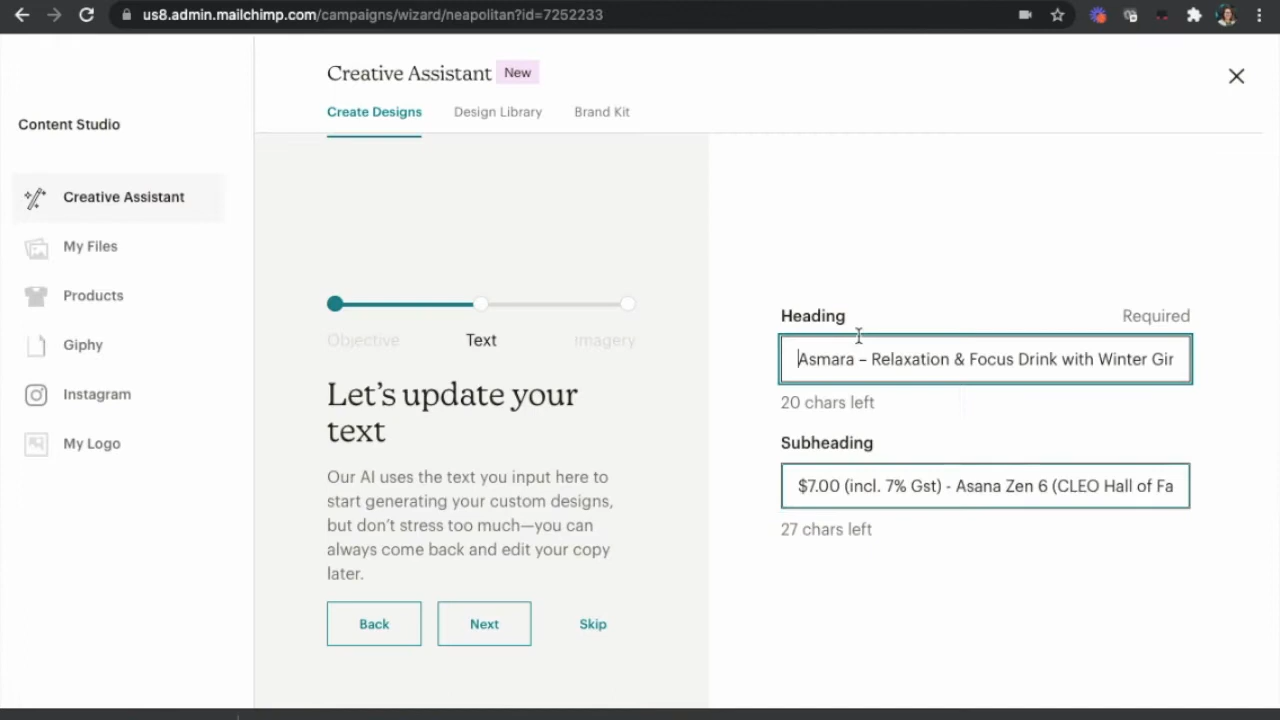 us8.admin.mailchimp.com/campaigns/wizard/neapolitan?id=7252233
Content Studio
Creative Assistant
My Files
Products
Giphy
Instagram
My Logo
Creative Assistant New
Create Designs Design Library Brand Kit
Objective Text Imagery
Let’s update your
text
Our AI uses the text you input here to
start generating your custom designs,
but don’t stress too much—you can
always come back and edit your copy
later.
Back Next Skip
Heading Required
Asmara – Relaxation & Focus Drink with Winter Gir
20 chars left
Subheading
$7.00 (incl. 7% Gst) - Asana Zen 6 (CLEO Hall of Fa
27 chars left